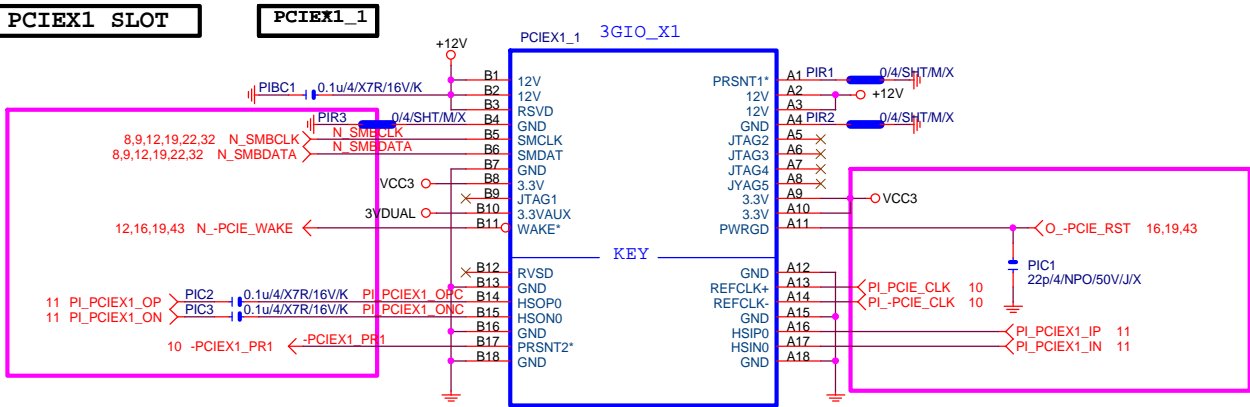 PCIEX1 SLOT
PCIEX1_1
PCIEX1_1 3GIO_X1
+12V
PIBC1 0.1u/4/X7R/16V/K
PIR3 0/4/SHT/M/X
8,9,12,19,22,32 N_SMBCLK N_SMBCLK
8,9,12,19,22,32 N_SMBDATA N_SMBDATA
VCC3
3VDUAL
12,16,19,43 N_-PCIE_WAKE
11 PI_PCIEX1_OP PIC2 0.1u/4/X7R/16V/K PI_PCIEX1_OPC
11 PI_PCIEX1_ON PIC3 0.1u/4/X7R/16V/K PI_PCIEX1_ONC
10 -PCIEX1_PR1 -PCIEX1_PR1
B1 12V
B2 12V
B3 RSVD
B4 GND
B5 SMCLK
B6 SMDAT
B7 GND
B8 3.3V
B9 JTAG1
B10 3.3VAUX
B11 WAKE*
KEY
B12 RVSD
B13 GND
B14 HSOP0
B15 HSON0
B16 GND
B17 PRSNT2*
B18 GND
PRSNT1* A1 PIR1 0/4/SHT/M/X
12V A2 +12V
12V A3
GND A4 PIR2 0/4/SHT/M/X
JTAG2 A5
JTAG3 A6
JTAG4 A7
JYAG5 A8
3.3V A9 VCC3
3.3V A10
PWRGD A11 O_-PCIE_RST 16,19,43
PIC1
22p/4/NPO/50V/J/X
GND A12
REFCLK+ A13 PI_PCIE_CLK 10
REFCLK- A14 PI_-PCIE_CLK 10
GND A15
HSIP0 A16 PI_PCIEX1_IP 11
HSIN0 A17 PI_PCIEX1_IN 11
GND A18